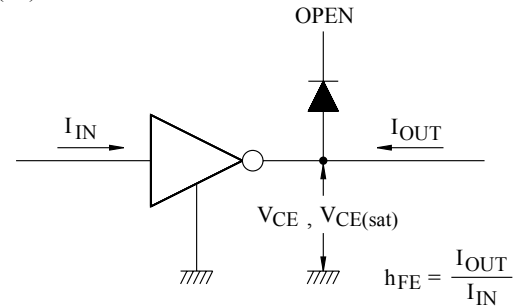 OPEN
I_IN
I_OUT
V_CE , V_CE(sat)
h_FE = I_OUT / I_IN